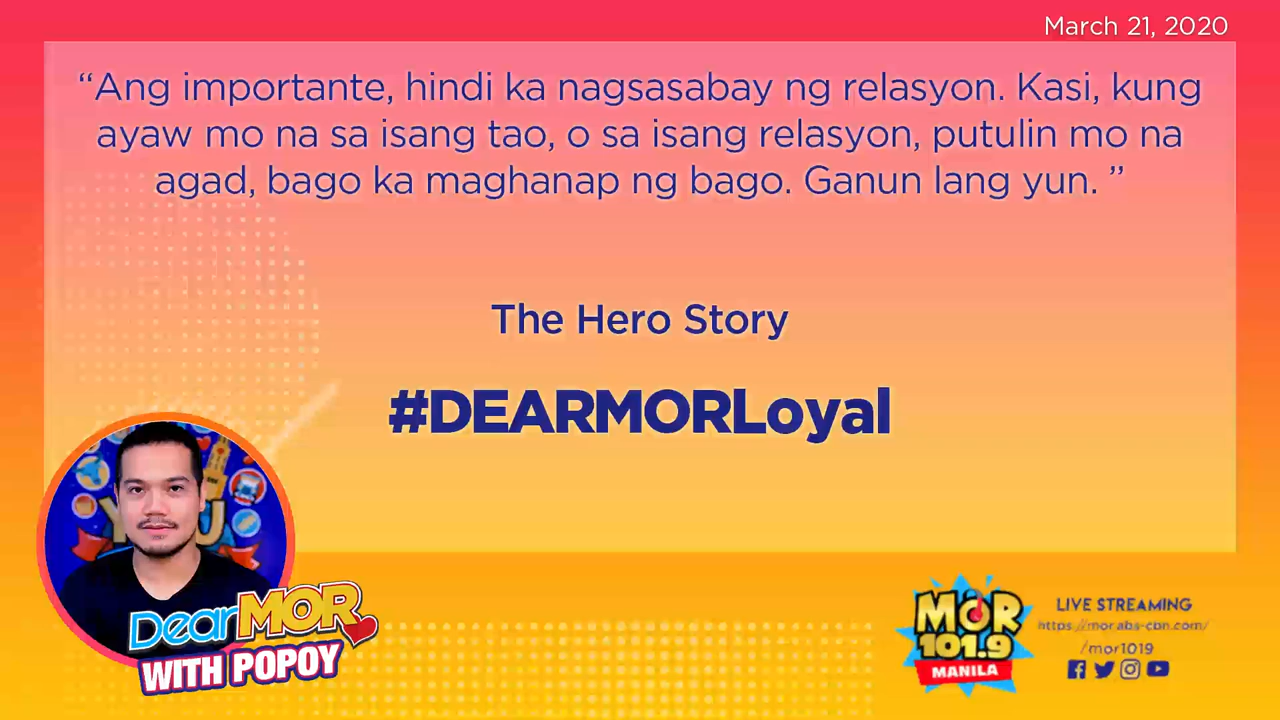 March 21, 2020
“Ang importante, hindi ka nagsasabay ng relasyon. Kasi, kung
ayaw mo na sa isang tao, o sa isang relasyon, putulin mo na
agad, bago ka maghanap ng bago. Ganun lang yun. ”
The Hero Story
#DEARMORLoyal
Dear MOR
WITH POPOY
MOR
101.9
MANILA
LIVE STREAMING
https://mor.abs-cbn.com/
/mor1019